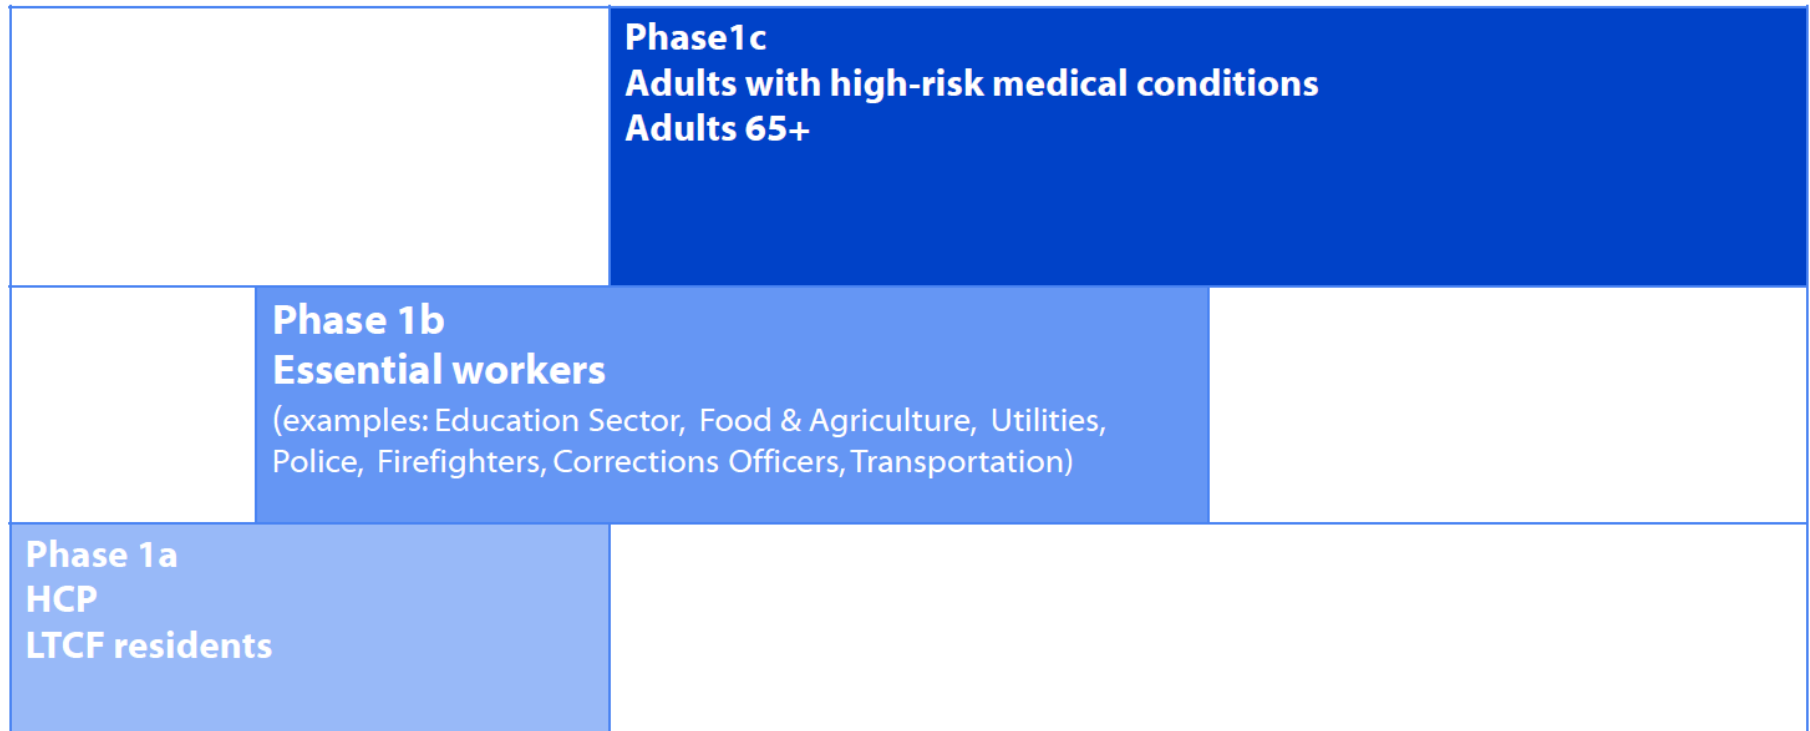 Phase1c
Adults with high-risk medical conditions
Adults 65+
Phase 1b
Essential workers
(examples: Education Sector, Food & Agriculture, Utilities,
Police, Firefighters, Corrections Officers, Transportation)
Phase 1a
HCP
LTCF residents